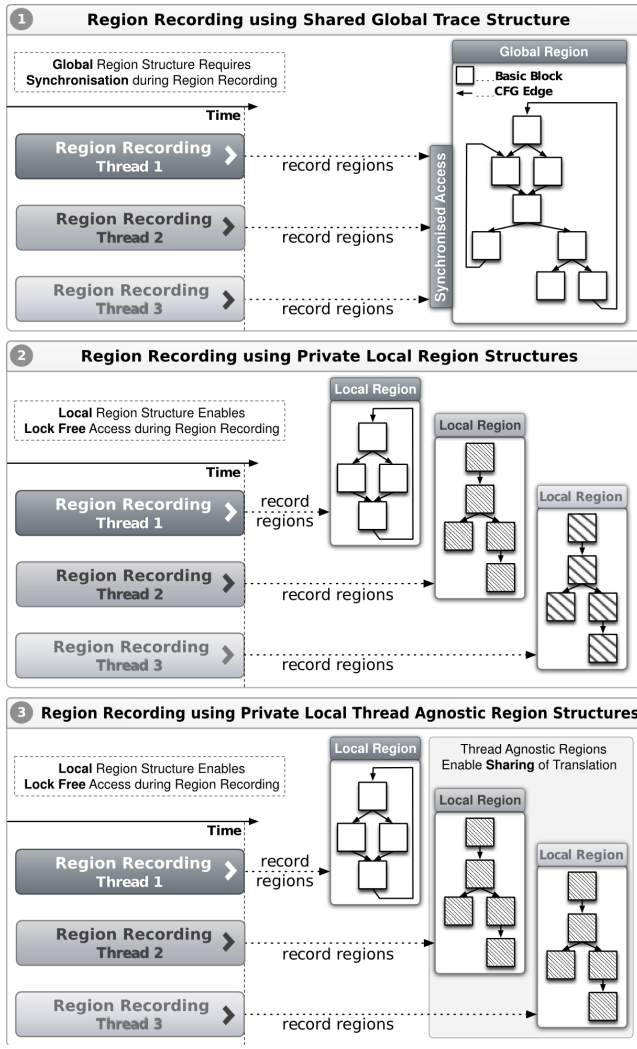 1 Region Recording using Shared Global Trace Structure
Global Region Structure Requires
Synchronisation during Region Recording
Global Region
Basic Block
CFG Edge
Time
Region Recording
Thread 1
record regions
Region Recording
Thread 2
record regions
Region Recording
Thread 3
record regions
Synchronised Access
2 Region Recording using Private Local Region Structures
Local Region Structure Enables
Lock Free Access during Region Recording
Local Region
Local Region
Local Region
Time
Region Recording
Thread 1
record
regions
Region Recording
Thread 2
record regions
Region Recording
Thread 3
record regions
3 Region Recording using Private Local Thread Agnostic Region Structures
Local Region Structure Enables
Lock Free Access during Region Recording
Local Region
Thread Agnostic Regions
Enable Sharing of Translation
Local Region
Local Region
Time
Region Recording
Thread 1
record
regions
Region Recording
Thread 2
record regions
Region Recording
Thread 3
record regions